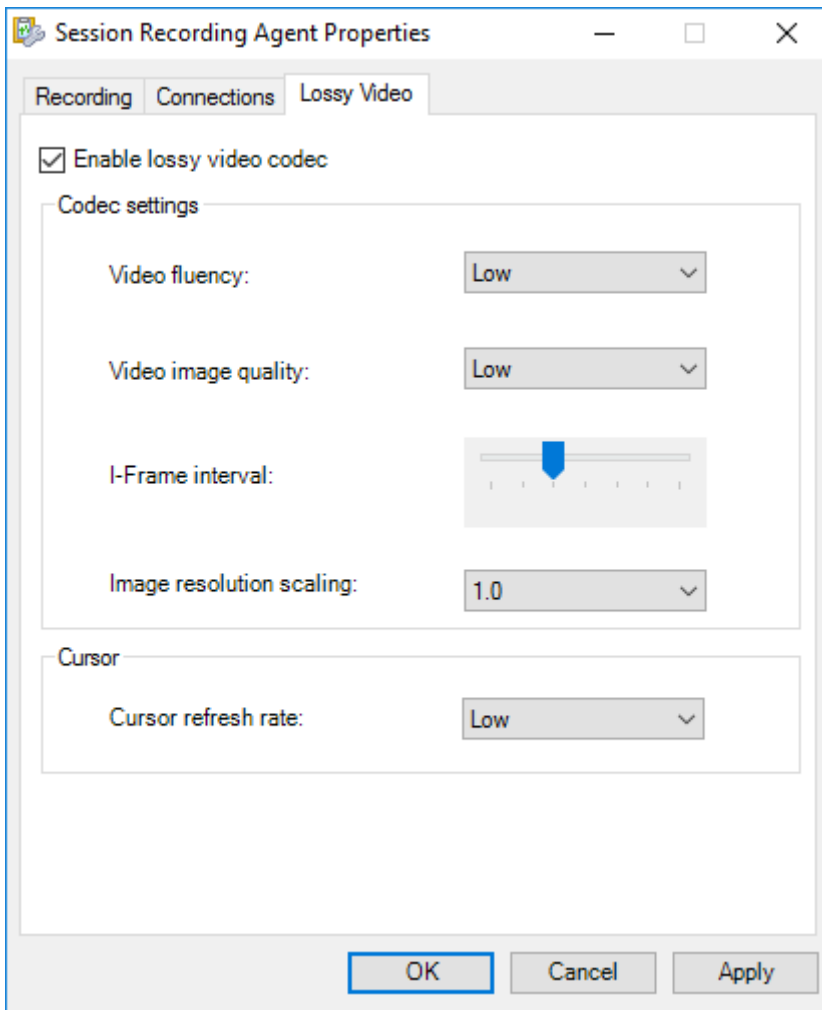 Session Recording Agent Properties
Recording Connections Lossy Video
Enable lossy video codec
Codec settings
Video fluency: Low
Video image quality: Low
I-Frame interval:
Image resolution scaling: 1.0
Cursor
Cursor refresh rate: Low
OK Cancel Apply